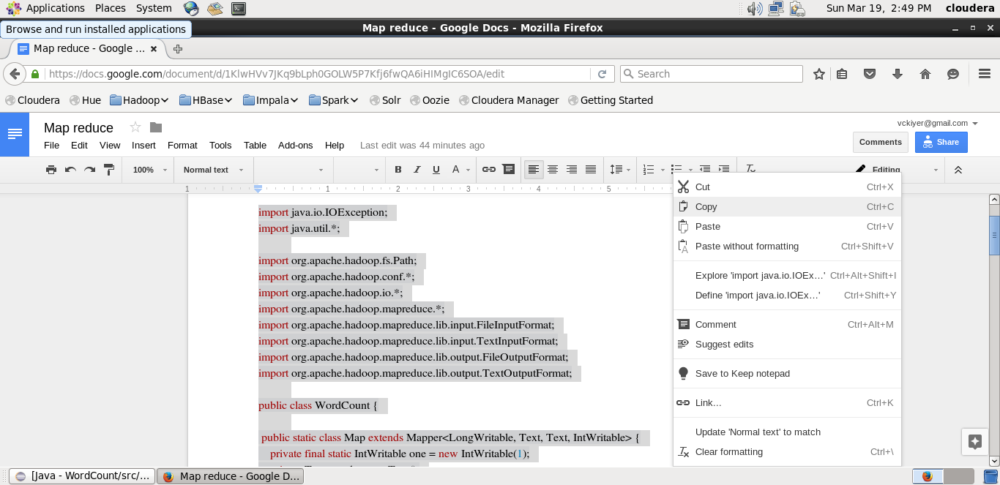 Applications Places System Sun Mar 19, 2:49 PM cloudera
Browse and run installed applications
Map reduce - Google Docs - Mozilla Firefox
Map reduce - Google ...
https://docs.google.com/document/d/1KlwHVv7JKq9bLph0GOLW5P7Kfj6fwQA6iHIMgIC6SOA/edit Search
Cloudera Hue Hadoop HBase Impala Spark Solr Oozie Cloudera Manager Getting Started
vckiyer@gmail.com
Map reduce
Comments Share
File Edit View Insert Format Tools Table Add-ons Help Last edit was 44 minutes ago
100% Normal text B I U A Editing
1 1 2 3 4 5
import java.io.IOException;
import java.util.*;
import org.apache.hadoop.fs.Path;
import org.apache.hadoop.conf.*;
import org.apache.hadoop.io.*;
import org.apache.hadoop.mapreduce.*;
import org.apache.hadoop.mapreduce.lib.input.FileInputFormat;
import org.apache.hadoop.mapreduce.lib.input.TextInputFormat;
import org.apache.hadoop.mapreduce.lib.output.FileOutputFormat;
import org.apache.hadoop.mapreduce.lib.output.TextOutputFormat;
public class WordCount {
public static class Map extends Mapper<LongWritable, Text, Text, IntWritable> {
private final static IntWritable one = new IntWritable(1);
Cut Ctrl+X
Copy Ctrl+C
Paste Ctrl+V
Paste without formatting Ctrl+Shift+V
Explore 'import java.io.IOEx…' Ctrl+Alt+Shift+I
Define 'import java.io.IOEx…' Ctrl+Shift+Y
Comment Ctrl+Alt+M
Suggest edits
Save to Keep notepad
Link... Ctrl+K
Update 'Normal text' to match
Clear formatting Ctrl+\
[Java - WordCount/src/... Map reduce - Google D...